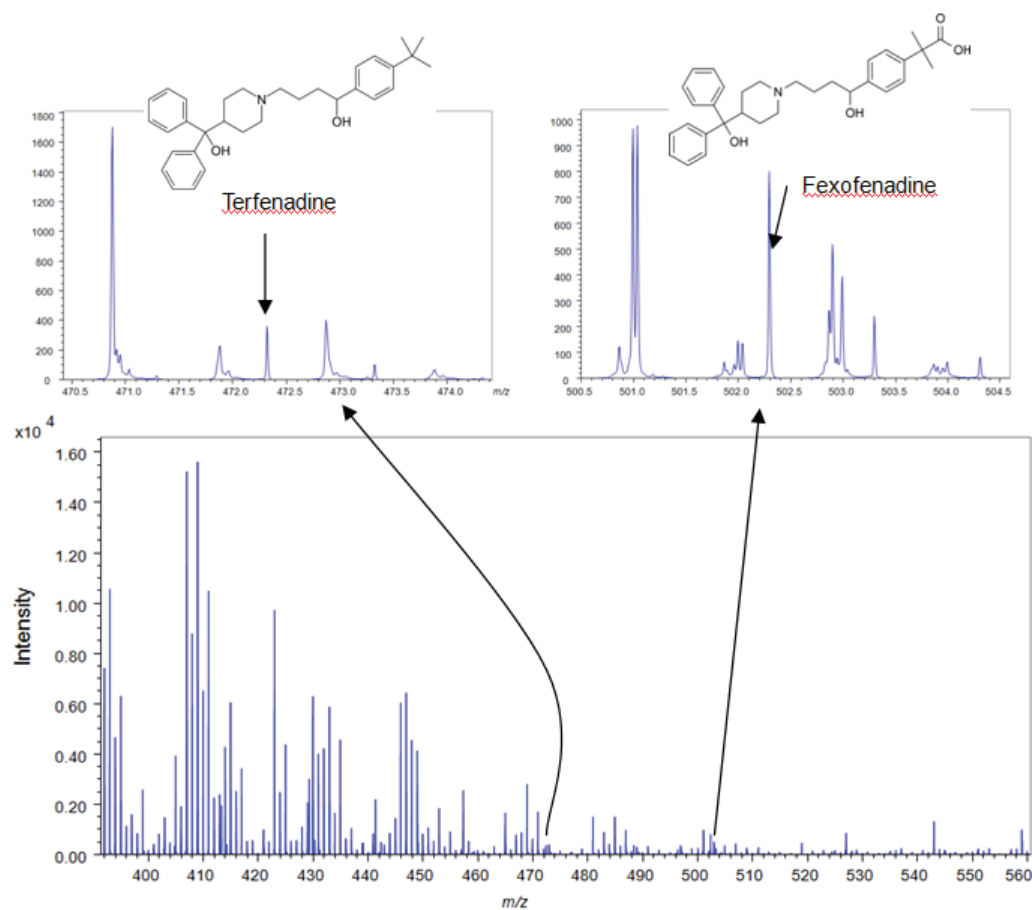 O
OH
N
OH
OH
Terfenadine
1800
1600
1400
1200
1000
800
600
400
200
0
470.5 471.0 471.5 472.0 472.5 473.0 473.5 474.0 m/z
N
OH
OH
Fexofenadine
1000
900
800
700
600
500
400
300
200
100
0
500.5 501.0 501.5 502.0 502.5 503.0 503.5 504.0 504.5
x10 4
1.60
1.40
1.20
1.00
0.80
0.60
0.40
0.20
0.00
Intensity
400 410 420 430 440 450 460 470 480 490 500 510 520 530 540 550 560
m/z